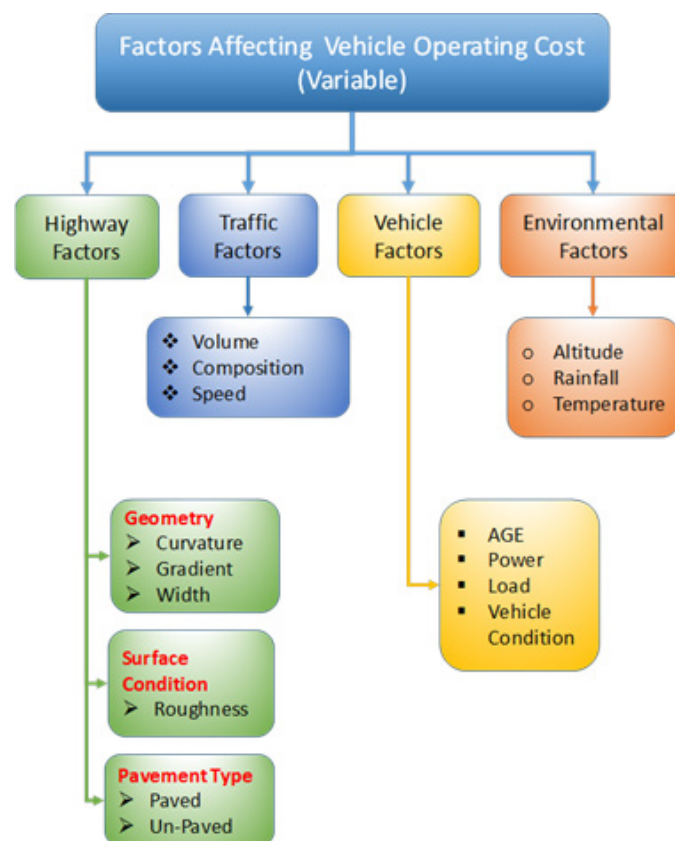 Factors Affecting Vehicle Operating Cost
(Variable)
Highway
Factors
Traffic
Factors
Vehicle
Factors
Environmental
Factors
❖ Volume
❖ Composition
❖ Speed
o Altitude
o Rainfall
o Temperature
Geometry
➢ Curvature
➢ Gradient
➢ Width
▪ AGE
▪ Power
▪ Load
▪ Vehicle
Condition
Surface
Condition
➢ Roughness
Pavement Type
➢ Paved
➢ Un-Paved